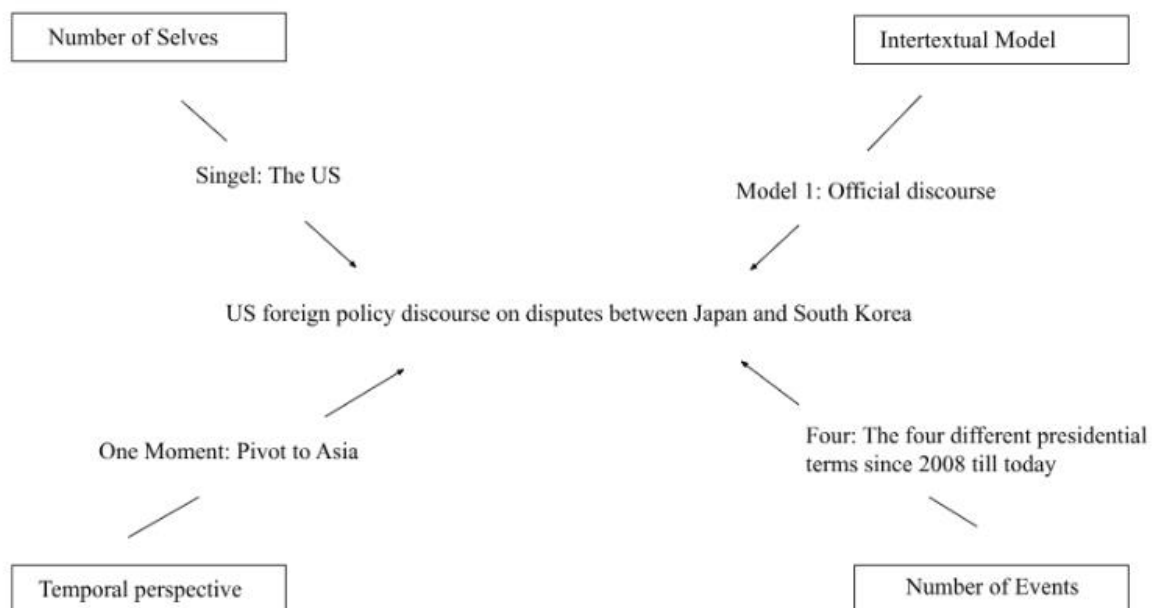 Number of Selves
Intertextual Model
Singel: The US
Model 1: Official discourse
US foreign policy discourse on disputes between Japan and South Korea
One Moment: Pivot to Asia
Four: The four different presidential
terms since 2008 till today
Temporal perspective
Number of Events